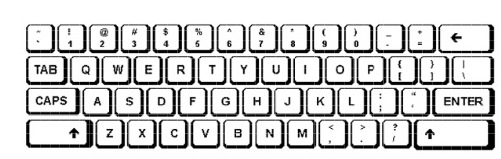 ~ ` ! 1 @ 2 # 3 $ 4 % 5 ^ 6 & 7 * 8 ( 9 ) 0 _ - + = ←
TAB Q W E R T Y U I O P { [ } ] | \
CAPS A S D F G H J K L : ; " ' ENTER
↑ Z X C V B N M < , > . ? / ↑